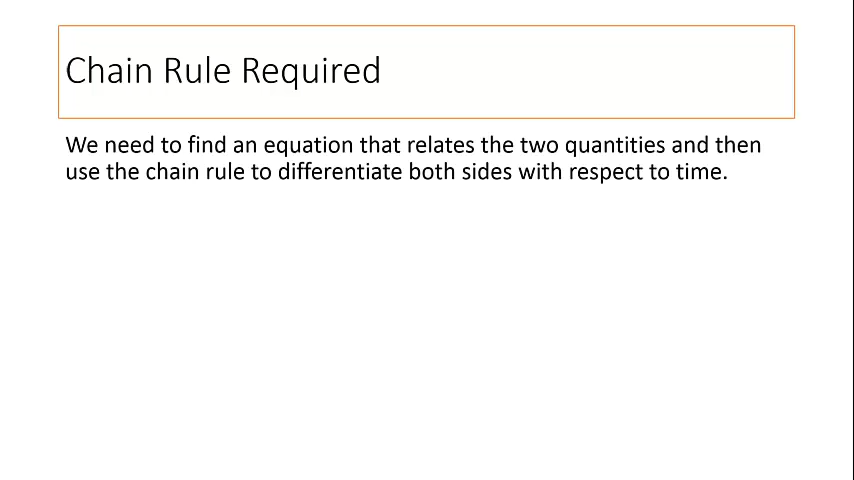 Chain Rule Required
We need to find an equation that relates the two quantities and then
use the chain rule to differentiate both sides with respect to time.